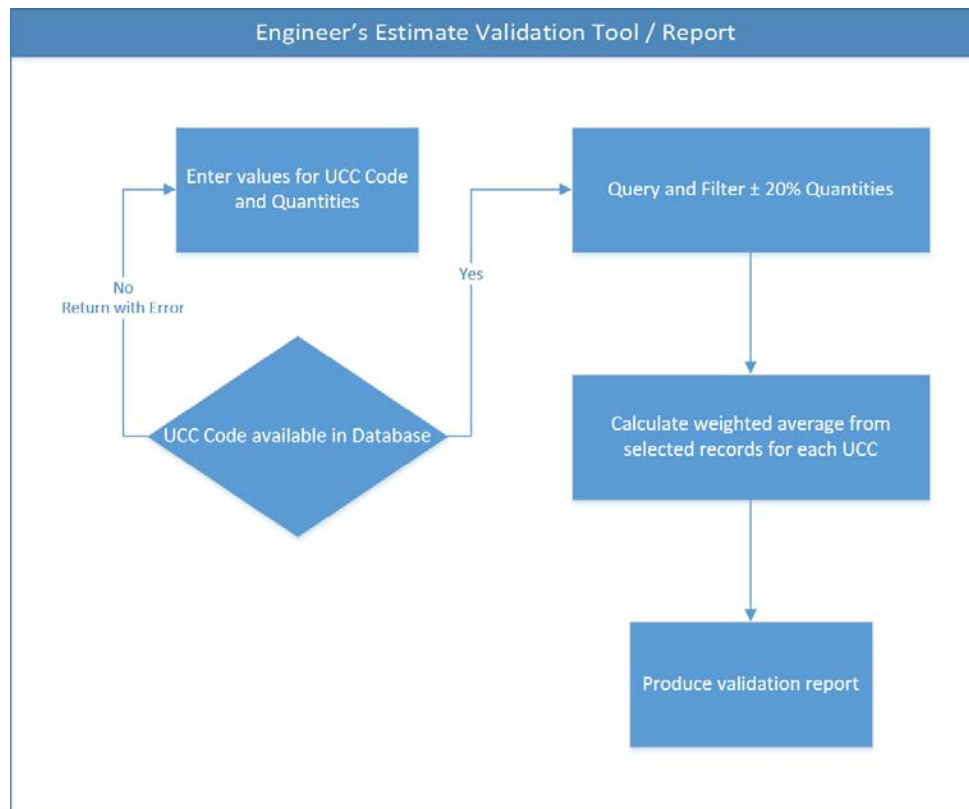 Engineer’s Estimate Validation Tool / Report
Enter values for UCC Code
and Quantities
No
Return with Error
UCC Code available in Database
Yes
Query and Filter ± 20% Quantities
Calculate weighted average from
selected records for each UCC
Produce validation report